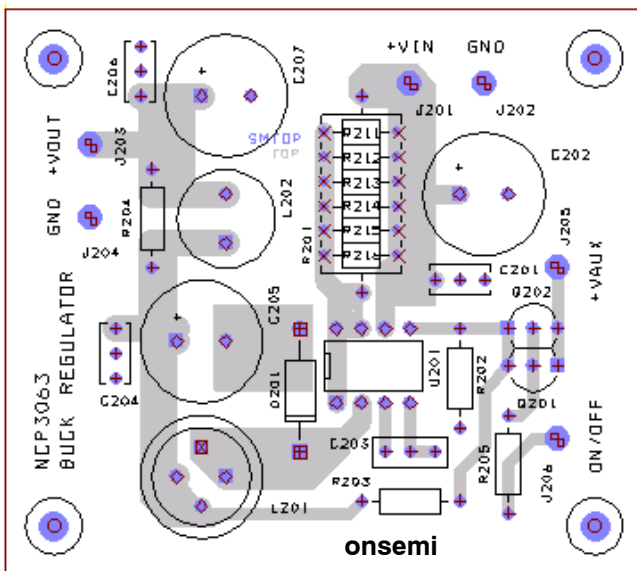 +VIN
GND
C206
C207
J201
J202
J203
+VOUT
SMTOP
TOP
R211
R212
R213
R214
R215
R216
R201
C202
L202
R204
GND
J204
J205
+VAUX
C201
Q202
C205
C204
D201
U201
R202
Q201
NCP3063
BUCK REGULATOR
C203
R203
R205
J206
ON/OFF
LZ01
onsemi